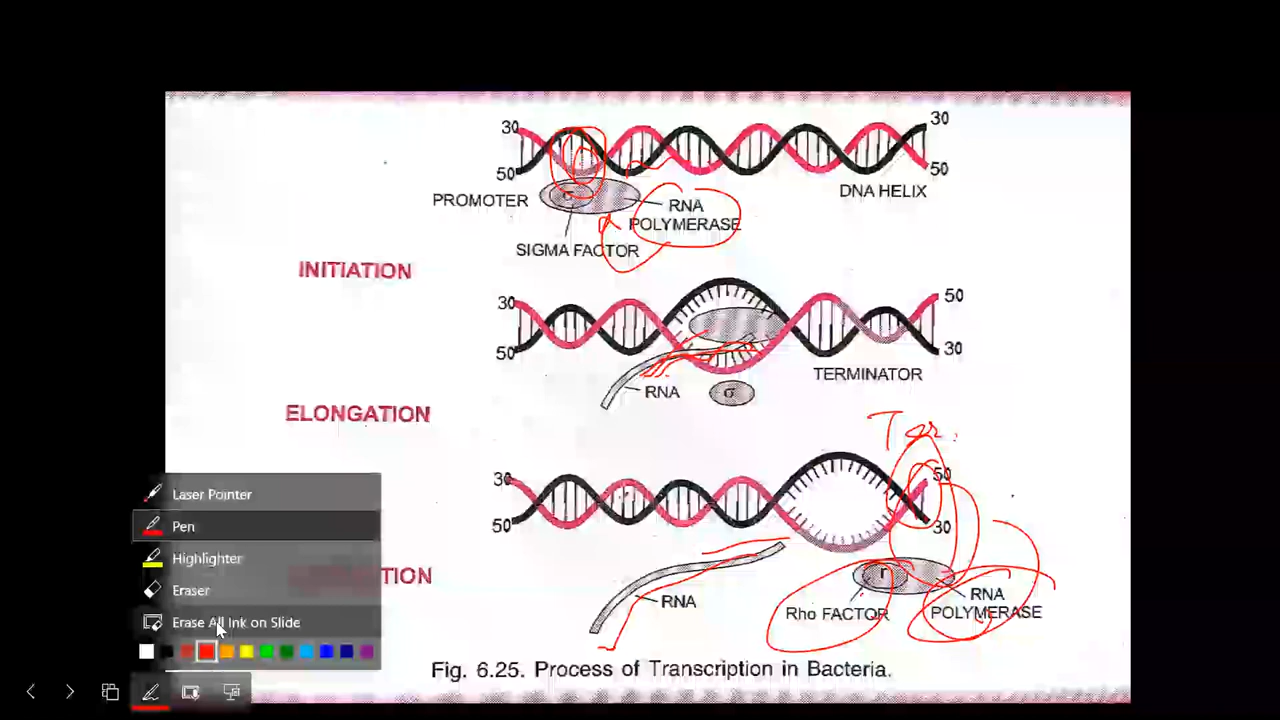 30
30
50
50
PROMOTER
σ
RNA
POLYMERASE
DNA HELIX
α
SIGMA FACTOR
INITIATION
30
50
50
30
TERMINATOR
RNA
σ
ELONGATION
Ter.
30
50
50
30
Laser Pointer
Pen
Highlighter
Eraser
Erase All Ink on Slide
r
RNA
Rho FACTOR
RNA
POLYMERASE
Fig. 6.25. Process of Transcription in Bacteria.